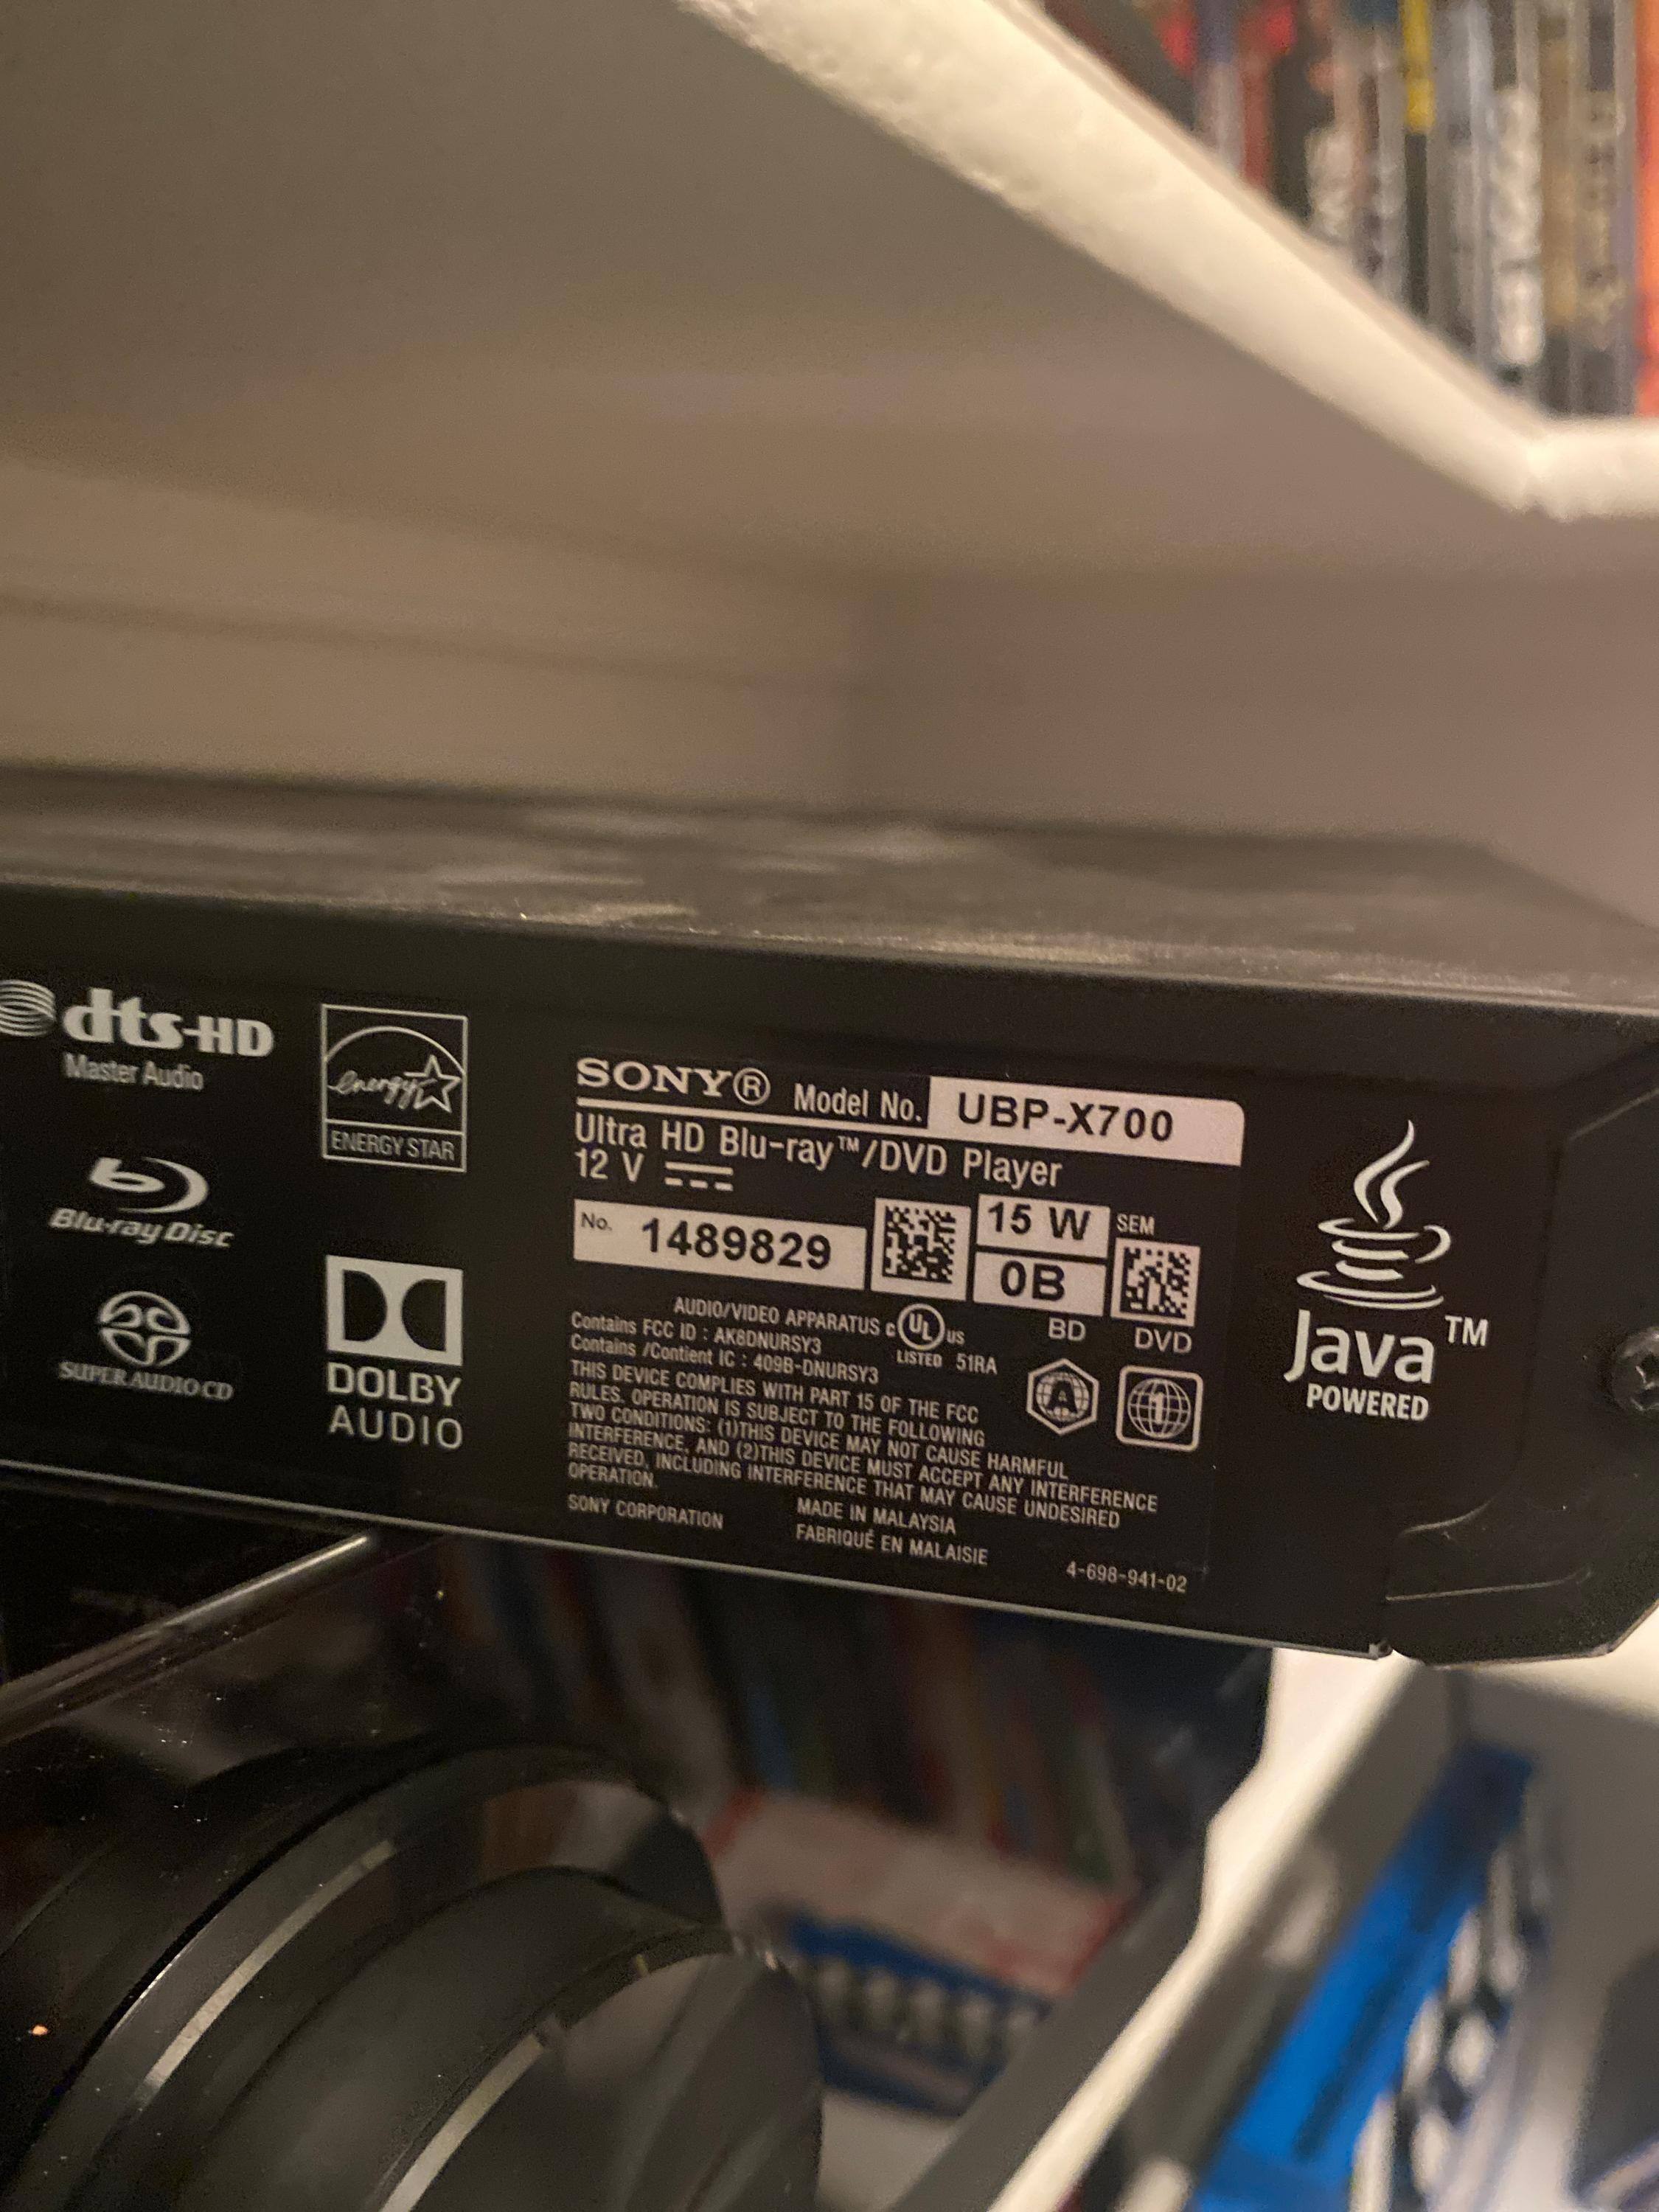 dts-HD
Master Audio
energy
ENERGY STAR
Blu-ray Disc
SUPER AUDIO CD
DOLBY
AUDIO
SONY® Model No. UBP-X700
Ultra HD Blu-ray™/DVD Player
12 V
No. 1489829
15 W
0B
SEM
BD
DVD
AUDIO/VIDEO APPARATUS c UL us
LISTED 51RA
Contains FCC ID : AK8DNURSY3
Contains /Contient IC : 409B-DNURSY3
THIS DEVICE COMPLIES WITH PART 15 OF THE FCC
RULES. OPERATION IS SUBJECT TO THE FOLLOWING
TWO CONDITIONS: (1)THIS DEVICE MAY NOT CAUSE HARMFUL
INTERFERENCE, AND (2)THIS DEVICE MUST ACCEPT ANY INTERFERENCE
RECEIVED, INCLUDING INTERFERENCE THAT MAY CAUSE UNDESIRED
OPERATION.
A
1
SONY CORPORATION
MADE IN MALAYSIA
FABRIQUÉ EN MALAISIE
4-698-941-02
Java™
POWERED